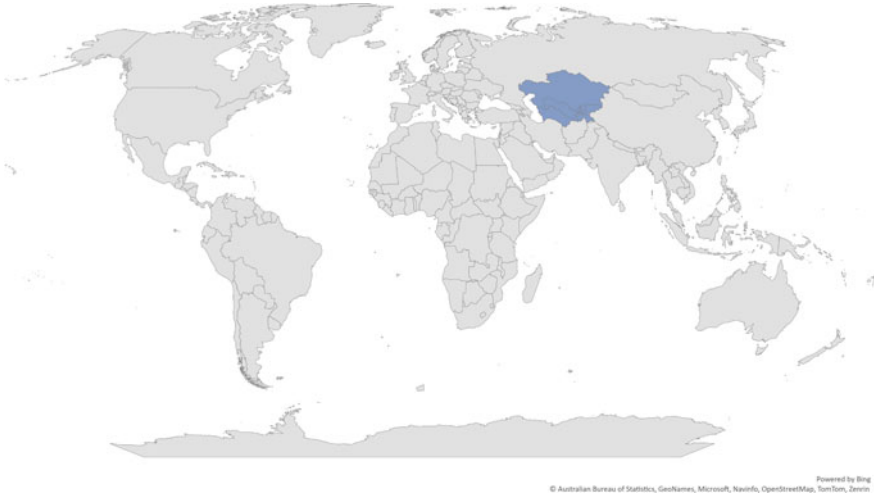 Powered by Bing
© Australian Bureau of Statistics, GeoNames, Microsoft, Navinfo, OpenStreetMap, TomTom, Zenrin